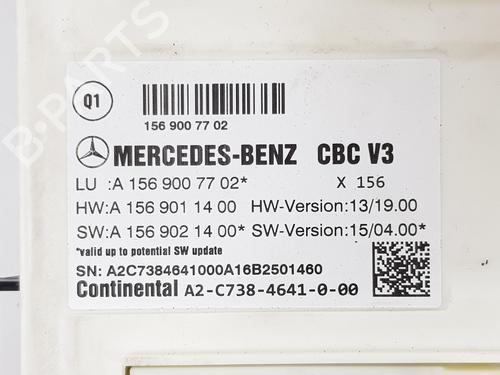 B-PARTS
Q1
156 900 77 02
MERCEDES-BENZ CBC V3
LU :A 156 900 77 02* X 156
HW:A 156 901 14 00 HW-Version:13/19.00
SW:A 156 902 14 00* SW-Version:15/04.00*
*valid up to potential SW update
SN: A2C7384641000A16B2501460
Continental A2-C738-4641-0-00